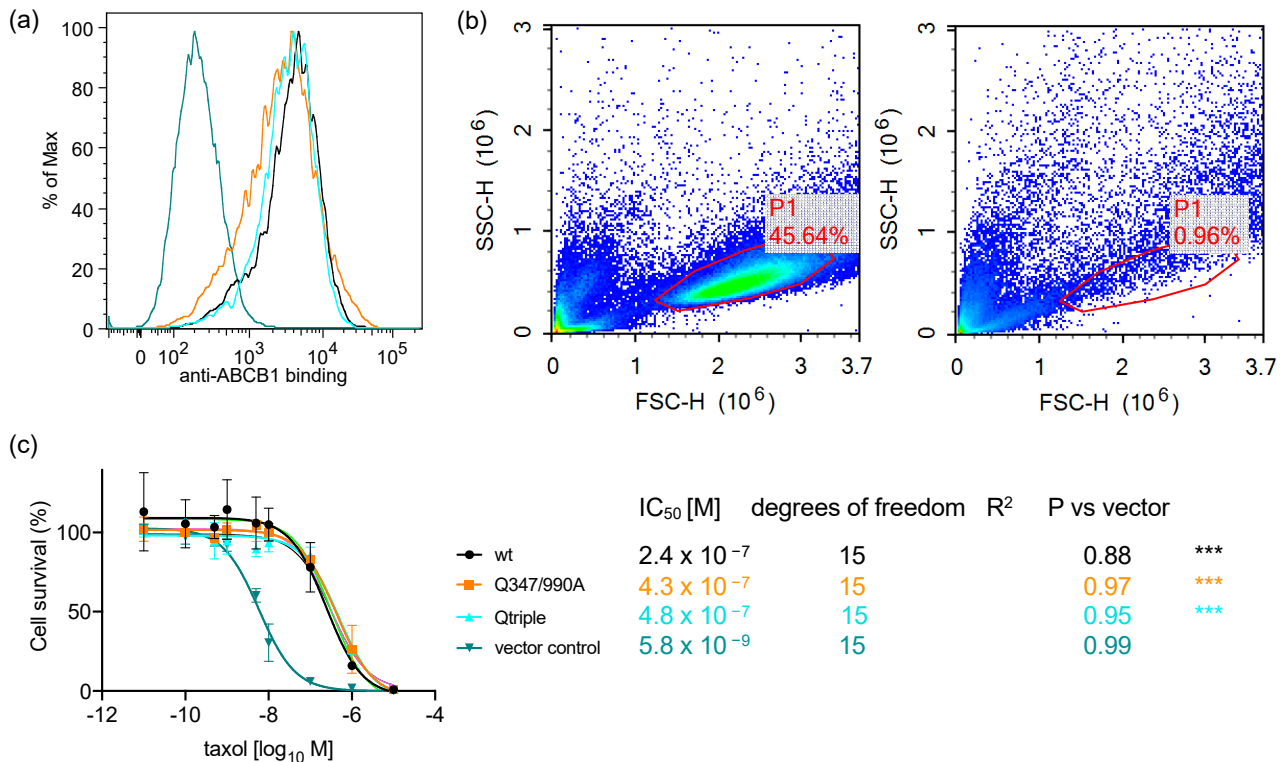 (a)
100
80
60
40
20
0
% of Max
0 10² 10³ 10⁴ 10⁵
anti-ABCB1 binding
(b)
3
2
1
0
SSC-H (10⁶)
P1
45.64%
0 1 2 3 3.7
FSC-H (10⁶)
3
2
1
0
SSC-H (10⁶)
P1
0.96%
0 1 2 3 3.7
FSC-H (10⁶)
(c)
100
50
0
Cell survival (%)
-12 -10 -8 -6 -4
taxol [log₁₀ M]
IC₅₀ [M] degrees of freedom R² P vs vector
wt 2.4 x 10⁻⁷ 15 0.88 ***
Q347/990A 4.3 x 10⁻⁷ 15 0.97 ***
Qtriple 4.8 x 10⁻⁷ 15 0.95 ***
vector control 5.8 x 10⁻⁹ 15 0.99